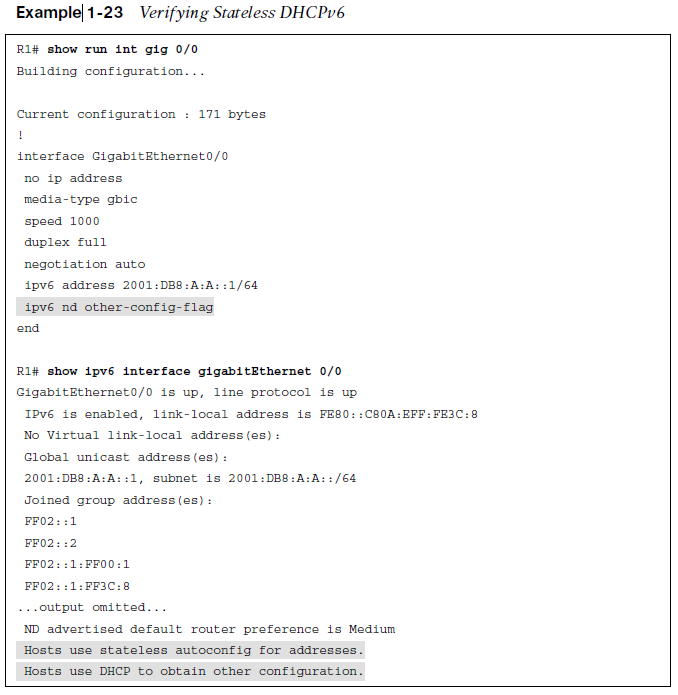 Example 1-23 Verifying Stateless DHCPv6
R1# show run int gig 0/0
Building configuration...
Current configuration : 171 bytes
!
interface GigabitEthernet0/0
no ip address
media-type gbic
speed 1000
duplex full
negotiation auto
ipv6 address 2001:DB8:A:A::1/64
ipv6 nd other-config-flag
end
R1# show ipv6 interface gigabitEthernet 0/0
GigabitEthernet0/0 is up, line protocol is up
IPv6 is enabled, link-local address is FE80::C80A:EFF:FE3C:8
No Virtual link-local address(es):
Global unicast address(es):
2001:DB8:A:A::1, subnet is 2001:DB8:A:A::/64
Joined group address(es):
FF02::1
FF02::2
FF02::1:FF00:1
FF02::1:FF3C:8
...output omitted...
ND advertised default router preference is Medium
Hosts use stateless autoconfig for addresses.
Hosts use DHCP to obtain other configuration.